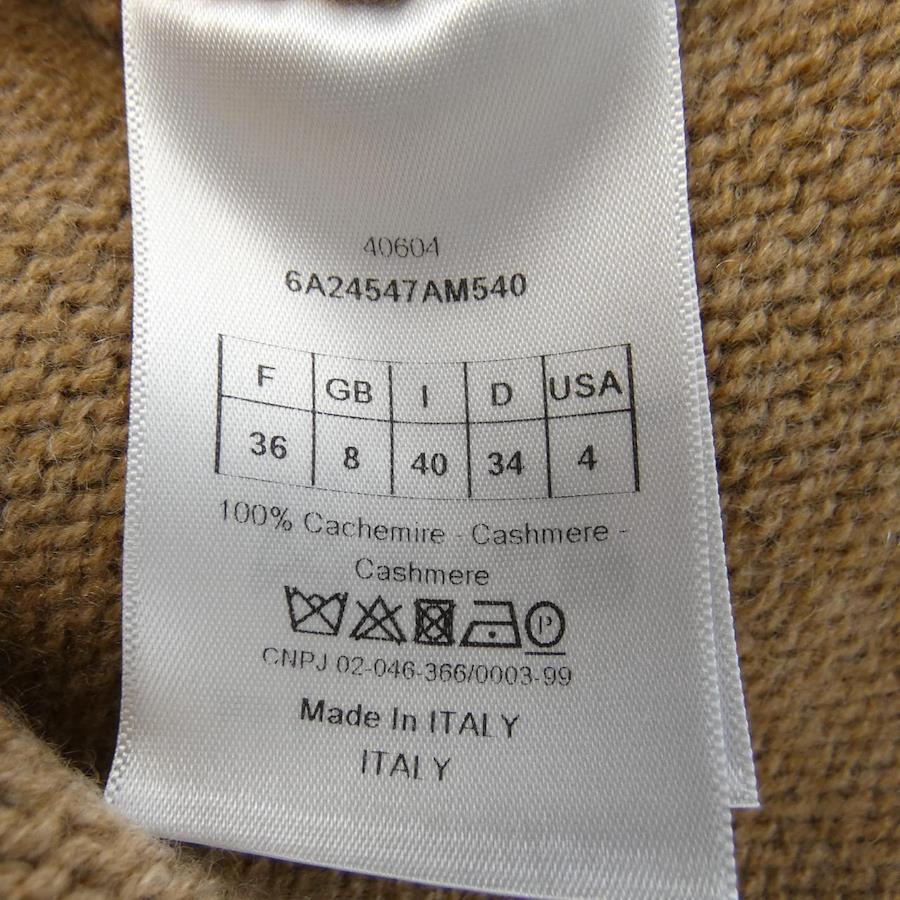 40604
6A24547AM540
F GB I D USA
36 8 40 34 4
100% Cachemire - Cashmere -
Cashmere
P
CNPJ 02-046-366/0003-99
Made In ITALY
ITALY